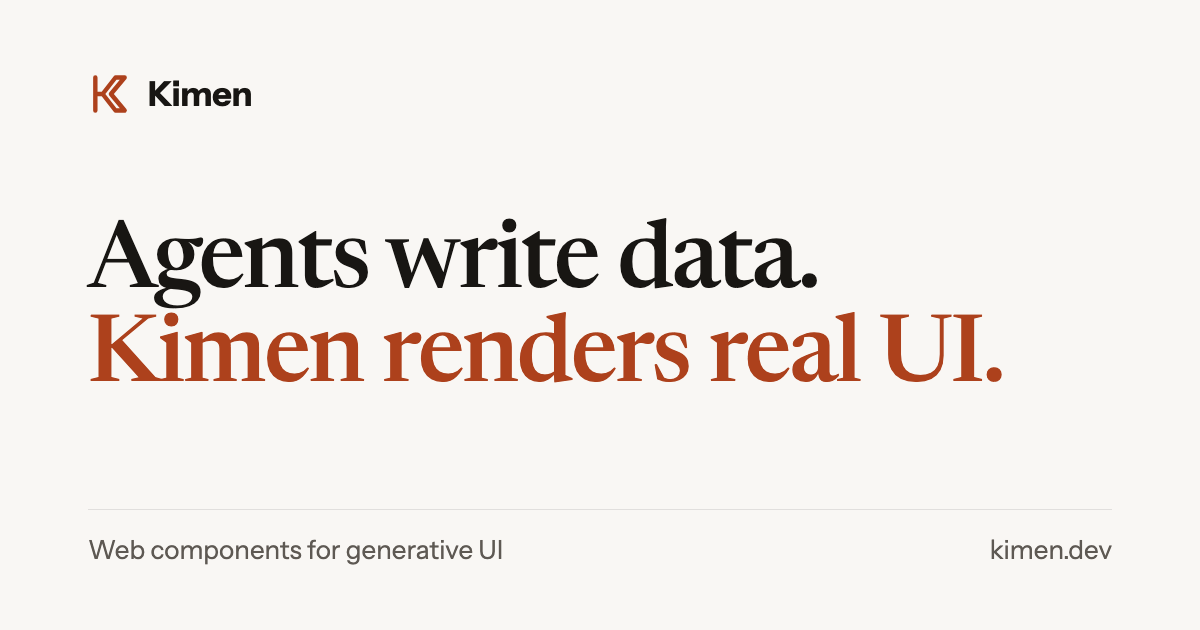 Kimen
Agents write data.
Kimen renders real UI.
Web components for generative UI
kimen.dev